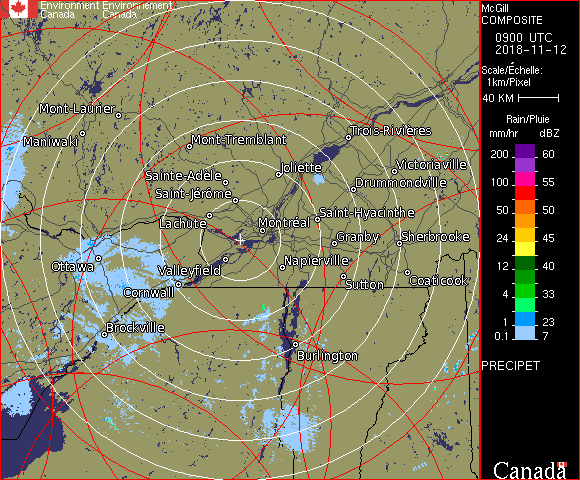 Environment Environnement
Canada Canada
McGill
COMPOSITE
0900 UTC
2018-11-12
Scale/Échelle:
1km/Pixel
40 KM
Rain/Pluie
mm/hr dBZ
200 60
155 55
100 55
50 50
24 45
12 40
4 33
1 23
0.1 7
PRECIPET
Canada
Mont-Laurier
Maniwaki
Mont-Tremblant
Trois-Rivières
Joliette
Victoriaville
Sainte-Adèle
Drummondville
Saint-Jérôme
Lachute
Saint-Hyacinthe
Montréal
Granby
Sherbrooke
Ottawa
Valleyfield
Napierville
Cornwall
Sutton
Coaticook
Brockville
Burlington